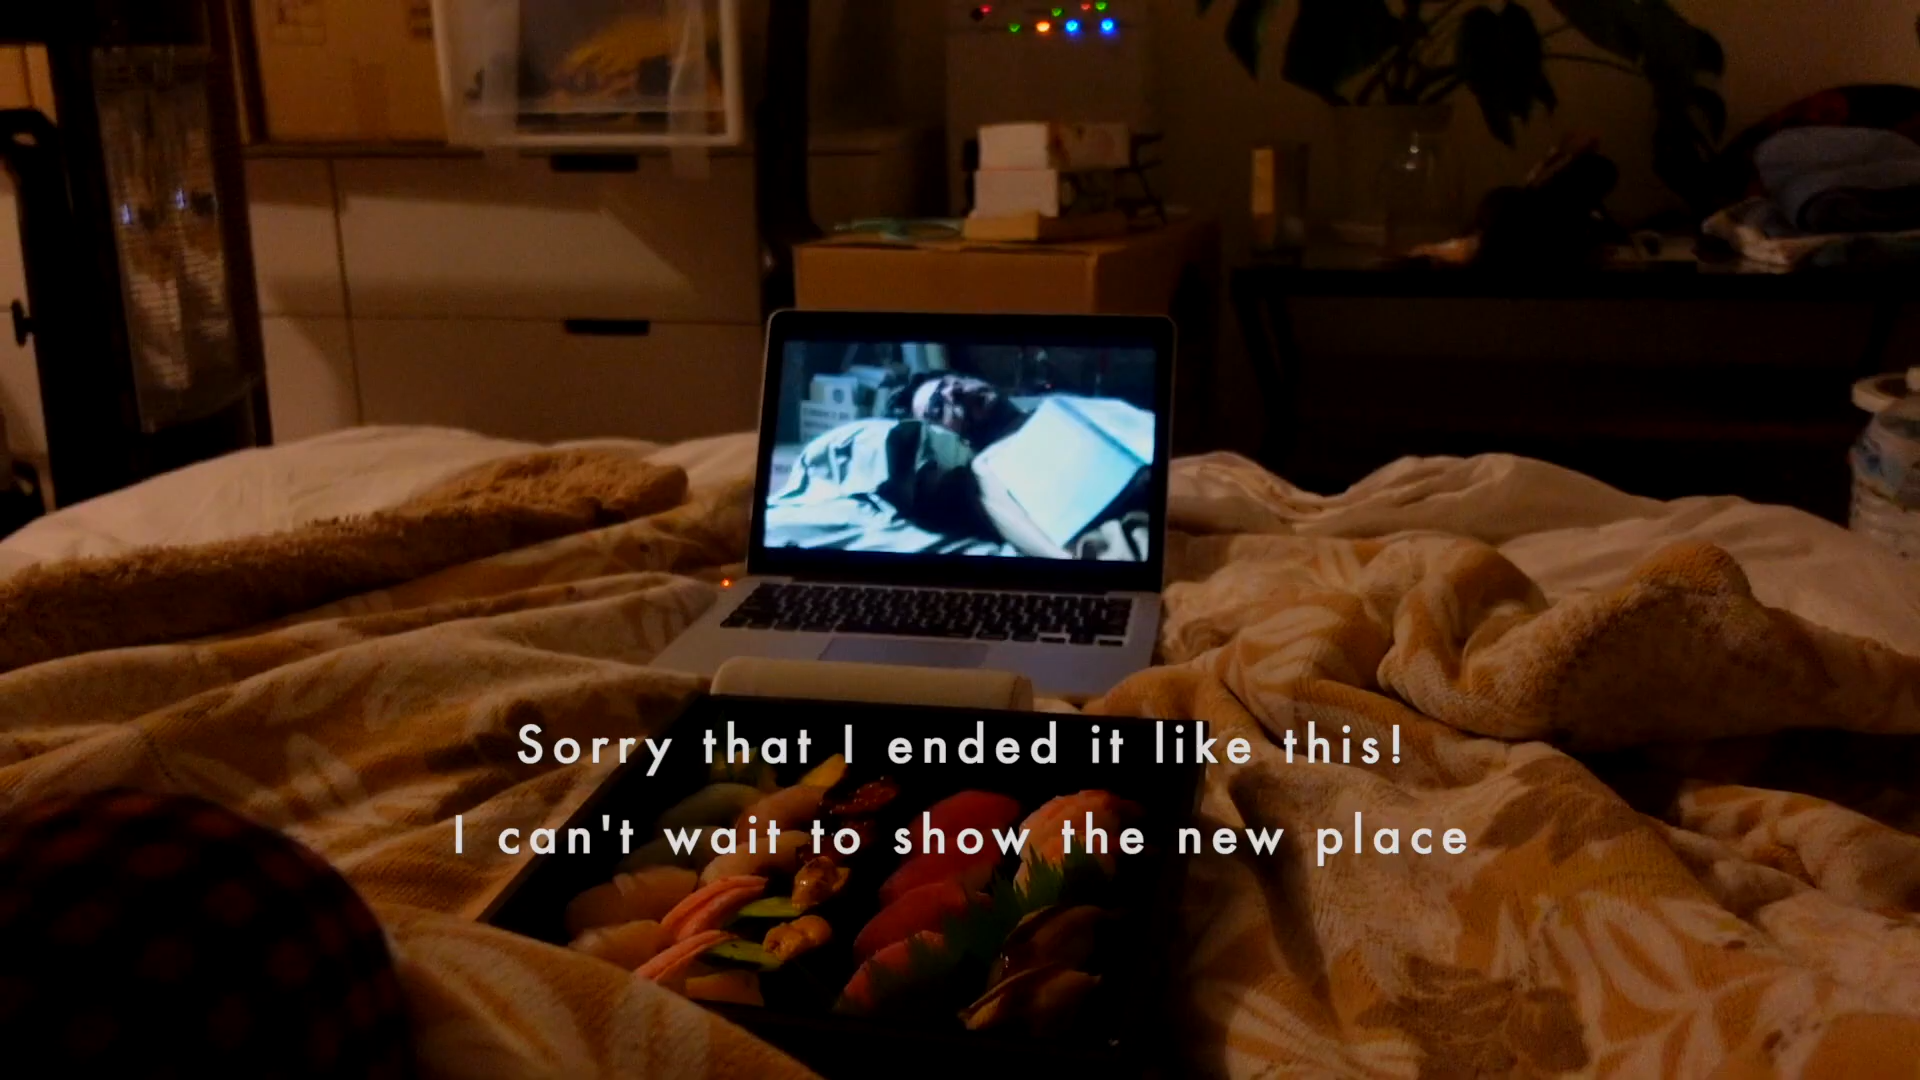 Sorry that I ended it like this!
I can't wait to show the new place